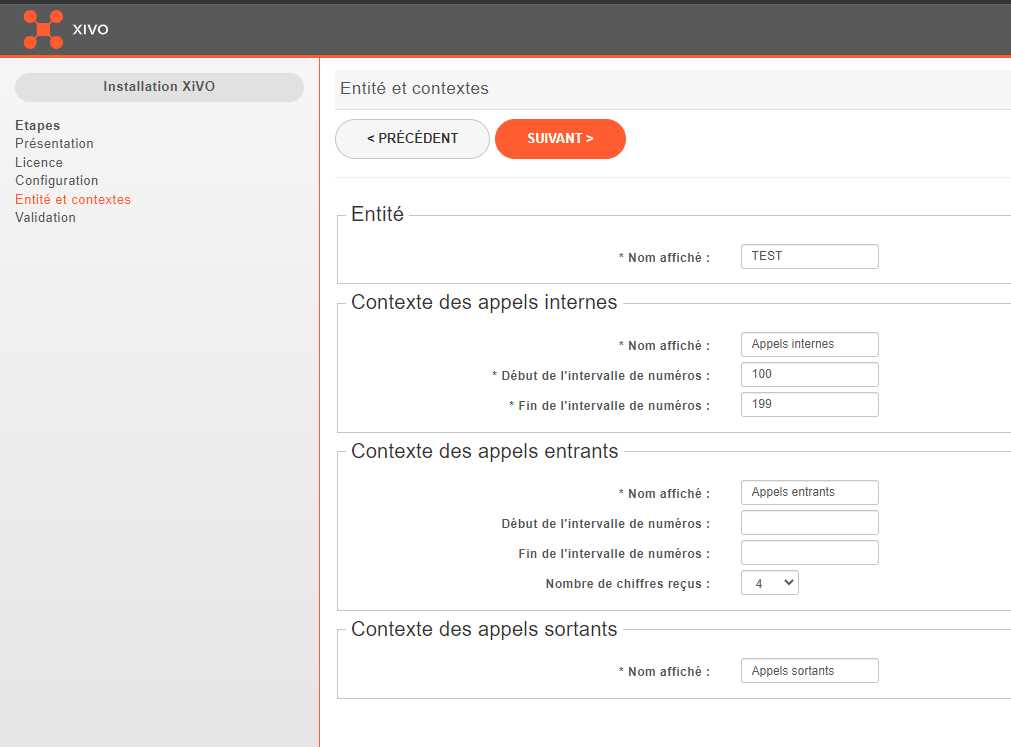 XIVO
Installation XiVO
Etapes
Présentation
Licence
Configuration
Entité et contextes
Validation
Entité et contextes
< PRÉCÉDENT
SUIVANT >
Entité
* Nom affiché : TEST
Contexte des appels internes
* Nom affiché : Appels internes
* Début de l'intervalle de numéros : 100
* Fin de l'intervalle de numéros : 199
Contexte des appels entrants
* Nom affiché : Appels entrants
Début de l'intervalle de numéros :
Fin de l'intervalle de numéros :
Nombre de chiffres reçus : 4
Contexte des appels sortants
* Nom affiché : Appels sortants